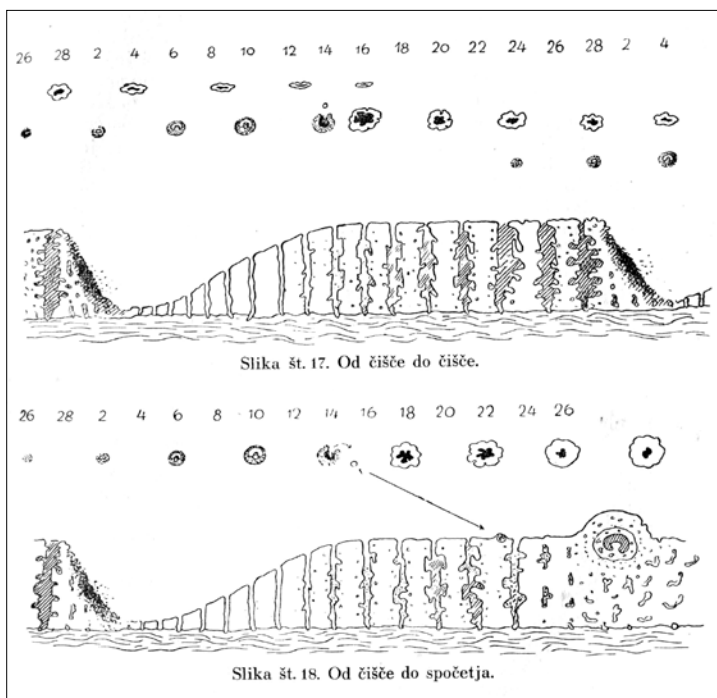 26 28 2 4 6 8 10 12 14 16 18 20 22 24 26 28 2 4
Slika št. 17. Od čišče do čišče.
26 28 2 4 6 8 10 12 14 16 18 20 22 24 26
Slika št. 18. Od čišče do spočetja.